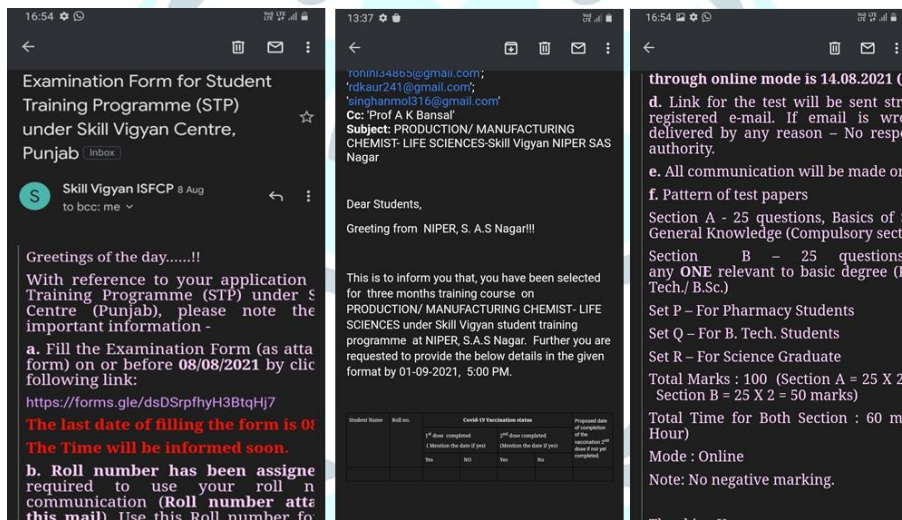 16:54
Examination Form for Student
Training Programme (STP)
under Skill Vigyan Centre,
Punjab Inbox
S
Skill Vigyan ISFCP 8 Aug
to bcc: me
Greetings of the day......!!
With reference to your application
Training Programme (STP) under S
Centre (Punjab), please note the
important information -
a. Fill the Examination Form (as atta
form) on or before 08/08/2021 by clic
following link:
https://forms.gle/dsDSrpfhyH3BtqHj7
The last date of filling the form is 08
The Time will be informed soon.
b. Roll number has been assigne
required to use your roll n
communication (Roll number atta
this mail). Use this Roll number fo
13:37
'rohini34865@gmail.com';
'rdkaur241@gmail.com';
'singhanmol316@gmail.com'
Cc: 'Prof A K Bansal'
Subject: PRODUCTION/ MANUFACTURING
CHEMIST- LIFE SCIENCES-Skill Vigyan NIPER SAS
Nagar
Dear Students,
Greeting from NIPER, S. A.S Nagar!!!
This is to inform you that, you have been selected
for three months training course on
PRODUCTION/ MANUFACTURING CHEMIST- LIFE
SCIENCES under Skill Vigyan student training
programme at NIPER, S.A.S Nagar. Further you are
requested to provide the below details in the given
format by 01-09-2021, 5:00 PM.
Student Name Roll no. Covid-19 Vaccination status Proposed date
of completion
of the
vaccination 2nd
dose if not yet
completed.
1st dose completed 2nd dose completed
( Mention the date if yes) (Mention the date if yes)
Yes NO Yes No
16:54
through online mode is 14.08.2021 (
d. Link for the test will be sent str
registered e-mail. If email is wro
delivered by any reason – No resp
authority.
e. All communication will be made on
f. Pattern of test papers
Section A - 25 questions, Basics of
General Knowledge (Compulsory sect
Section B – 25 questions
any ONE relevant to basic degree (
Tech./ B.Sc.)
Set P – For Pharmacy Students
Set Q – For B. Tech. Students
Set R – For Science Graduate
Total Marks : 100 (Section A = 25 X 2
Section B = 25 X 2 = 50 marks)
Total Time for Both Section : 60 m
Hour)
Mode : Online
Note: No negative marking.